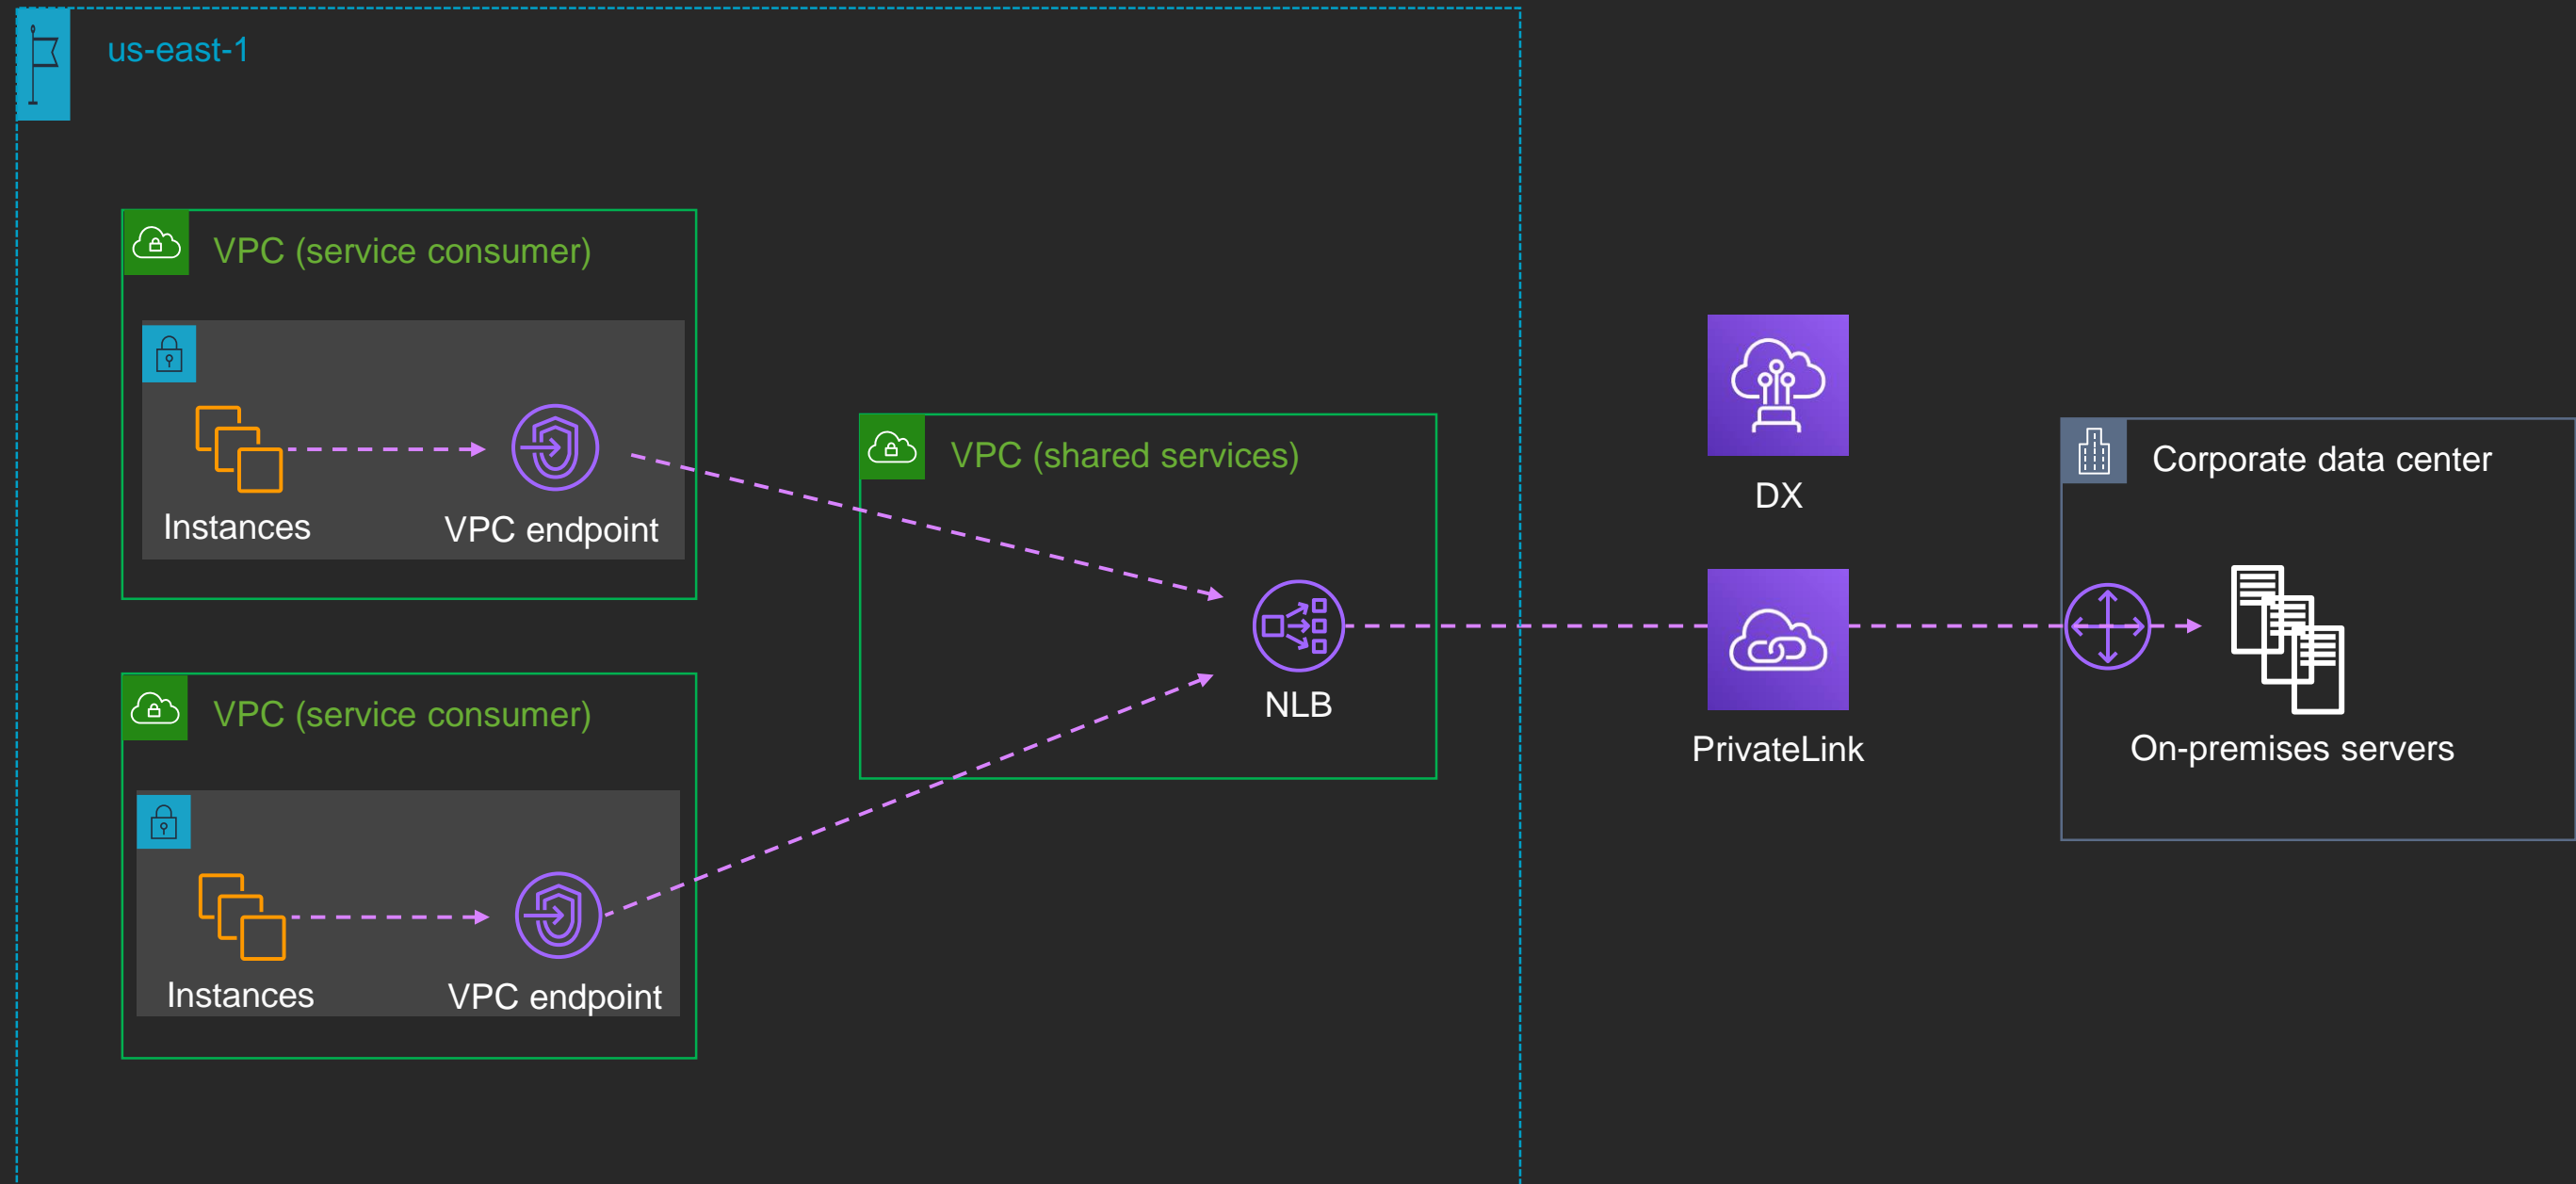 us-east-1
VPC (service consumer)
Instances
VPC endpoint
VPC (service consumer)
Instances
VPC endpoint
VPC (shared services)
NLB
DX
PrivateLink
Corporate data center
On-premises servers